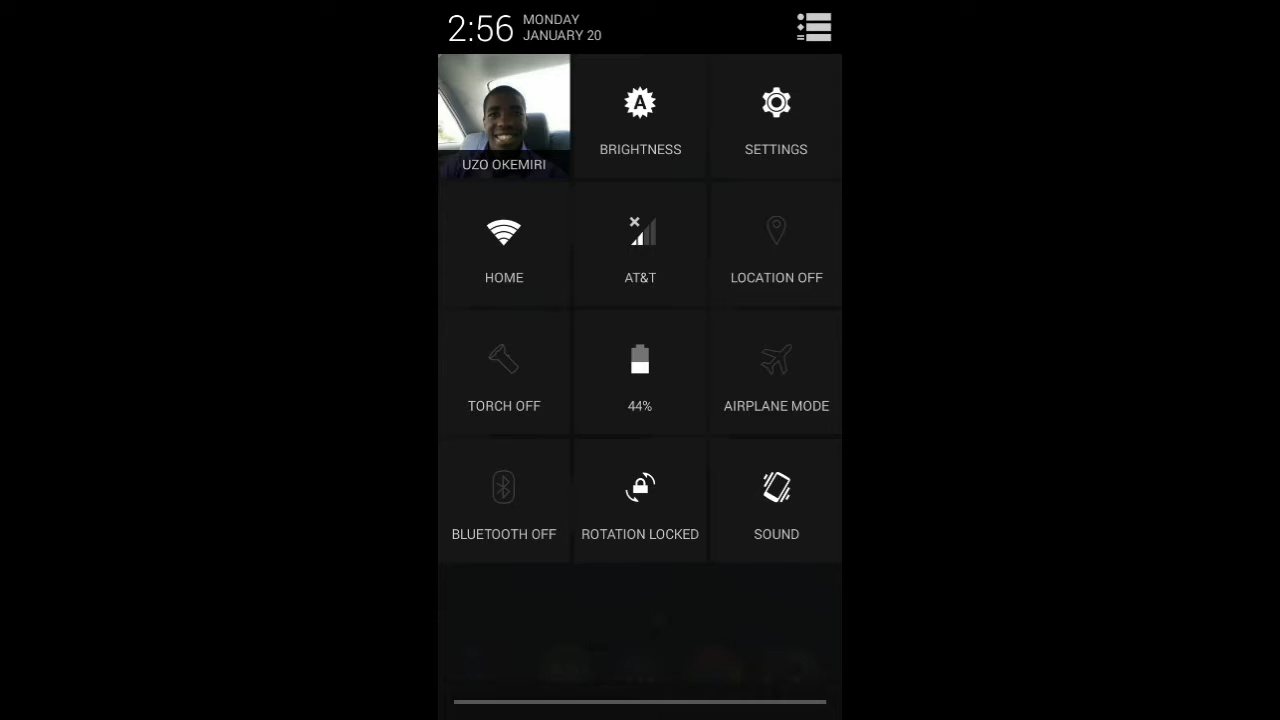 2:56
MONDAY
JANUARY 20
UZO OKEMIRI
BRIGHTNESS
SETTINGS
HOME
AT&T
LOCATION OFF
TORCH OFF
44%
AIRPLANE MODE
BLUETOOTH OFF
ROTATION LOCKED
SOUND